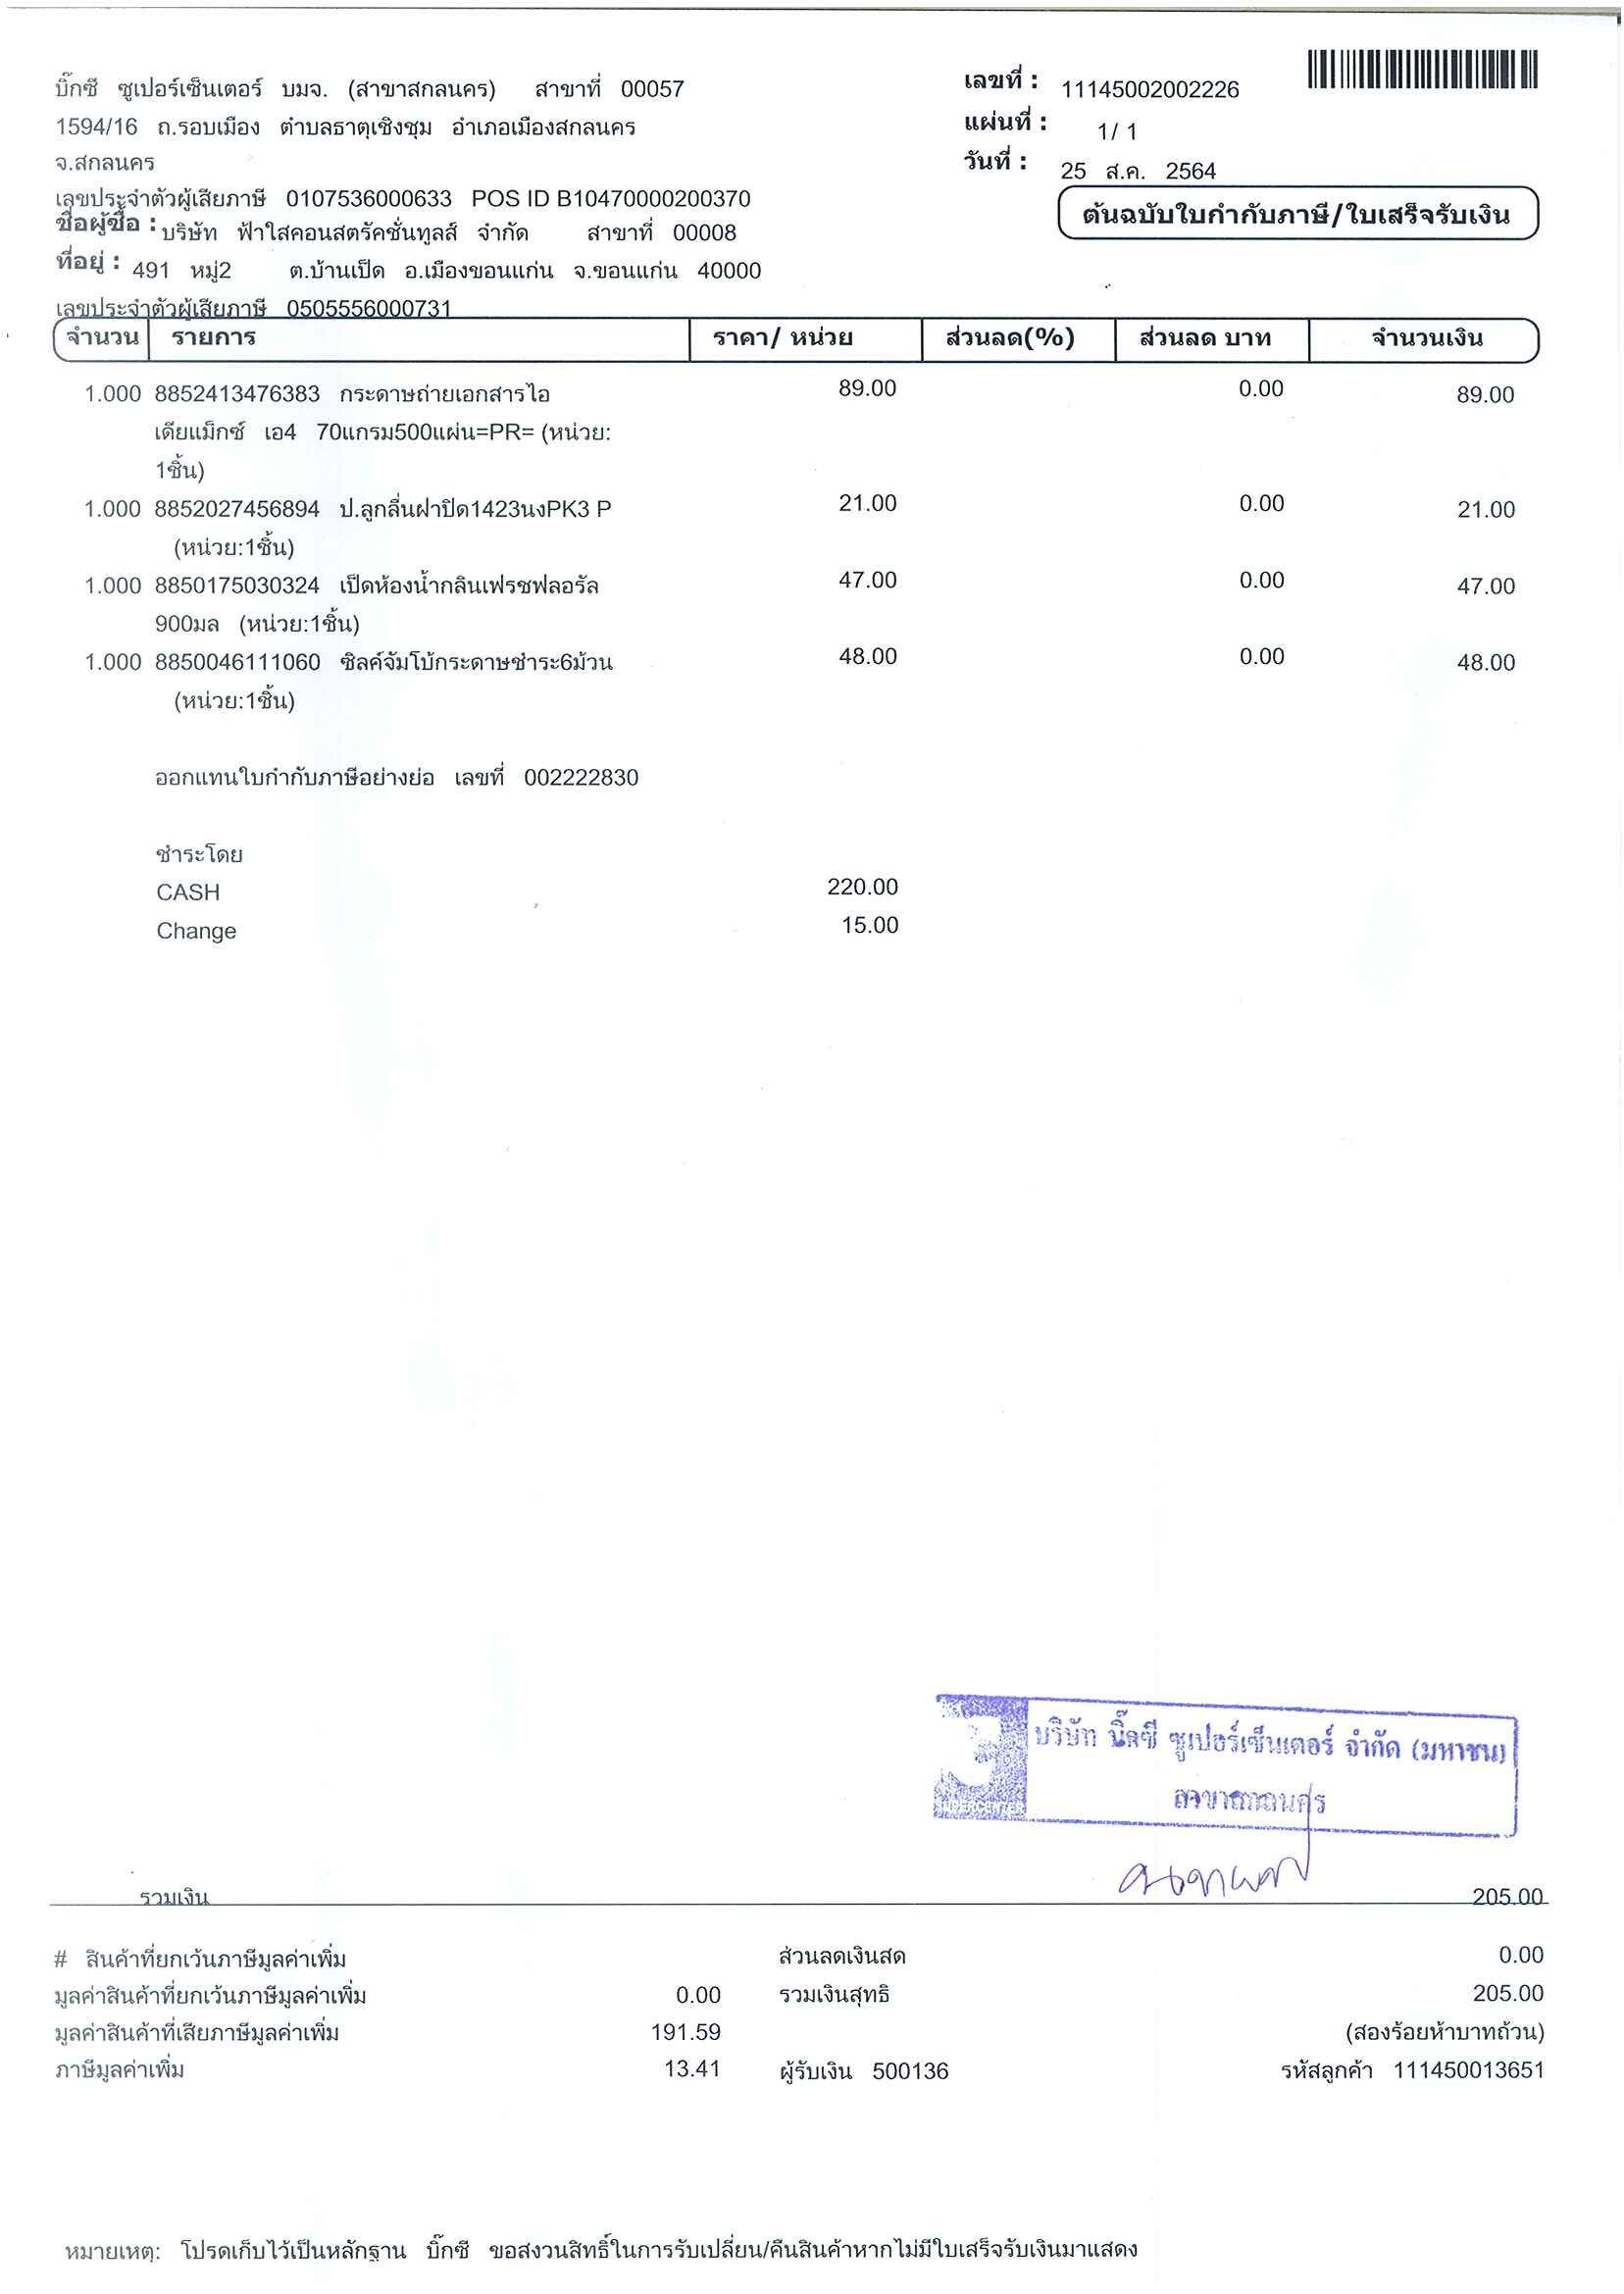 บิ๊กซี ซูเปอร์เซ็นเตอร์ บมจ. (สาขาสกลนคร) สาขาที่ 00057
1594/16 ถ.รอบเมือง ตำบลธาตุเชิงชุม อำเภอเมืองสกลนคร
จ.สกลนคร
เลขประจำตัวผู้เสียภาษี 0107536000633 POS ID B10470000200370
เลขที่ : 11145002002226
แผ่นที่ : 1/ 1
วันที่ : 25 ส.ค. 2564
ต้นฉบับใบกำกับภาษี/ใบเสร็จรับเงิน
ชื่อผู้ซื้อ : บริษัท ฟ้าใสคอนสตรัคชั่นทูลส์ จำกัด สาขาที่ 00008
ที่อยู่ : 491 หมู่2 ต.บ้านเป็ด อ.เมืองขอนแก่น จ.ขอนแก่น 40000
เลขประจำตัวผู้เสียภาษี 0505556000731
จำนวน รายการ ราคา/ หน่วย ส่วนลด(%) ส่วนลด บาท จำนวนเงิน
1.000 8852413476383 กระดาษถ่ายเอกสารไอ 89.00 0.00 89.00
เดียแม็กซ์ เอ4 70แกรม500แผ่น=PR= (หน่วย:
1ชิ้น)
1.000 8852027456894 ป.ลูกลื่นฝาปิด1423นงPK3 P 21.00 0.00 21.00
(หน่วย:1ชิ้น)
1.000 8850175030324 เป็ดห้องน้ำกลินเฟรชฟลอรัล 47.00 0.00 47.00
900มล (หน่วย:1ชิ้น)
1.000 8850046111060 ซิลค์จัมโบ้กระดาษชำระ6ม้วน 48.00 0.00 48.00
(หน่วย:1ชิ้น)
ออกแทนใบกำกับภาษีอย่างย่อ เลขที่ 002222830
ชำระโดย
CASH 220.00
Change 15.00
บริษัท บิ๊กซี ซูเปอร์เซ็นเตอร์ จำกัด (มหาชน)
สาขาสกลนคร
รวมเงิน 205.00
# สินค้าที่ยกเว้นภาษีมูลค่าเพิ่ม ส่วนลดเงินสด 0.00
มูลค่าสินค้าที่ยกเว้นภาษีมูลค่าเพิ่ม 0.00 รวมเงินสุทธิ 205.00
มูลค่าสินค้าที่เสียภาษีมูลค่าเพิ่ม 191.59 (สองร้อยห้าบาทถ้วน)
ภาษีมูลค่าเพิ่ม 13.41 ผู้รับเงิน 500136 รหัสลูกค้า 111450013651
หมายเหตุ: โปรดเก็บไว้เป็นหลักฐาน บิ๊กซี ขอสงวนสิทธิ์ในการรับเปลี่ยน/คืนสินค้าหากไม่มีใบเสร็จรับเงินมาแสดง